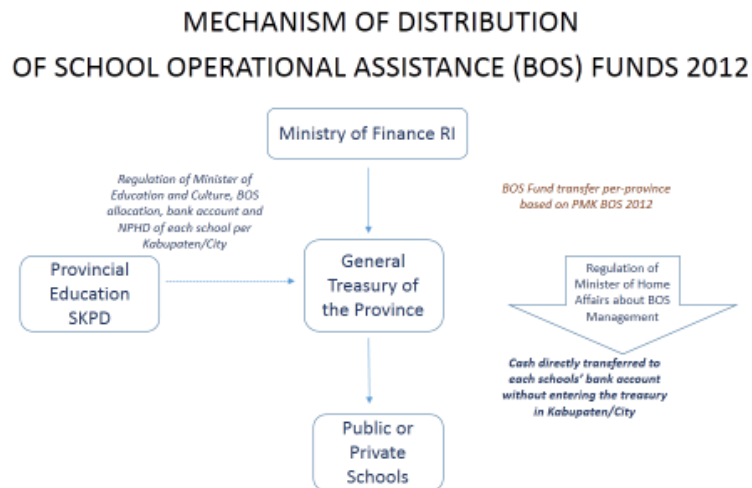 MECHANISM OF DISTRIBUTION
OF SCHOOL OPERATIONAL ASSISTANCE (BOS) FUNDS 2012
Ministry of Finance RI
Regulation of Minister of
Education and Culture, BOS
allocation, bank account and
NPHD of each school per
Kabupaten/City
BOS Fund transfer per-province
based on PMK BOS 2012
Provincial
Education
SKPD
General
Treasury of
the Province
Regulation of
Minister of Home
Affairs about BOS
Management
Cash directly transferred to
each schools' bank account
without entering the treasury
in Kabupaten/City
Public or
Private
Schools